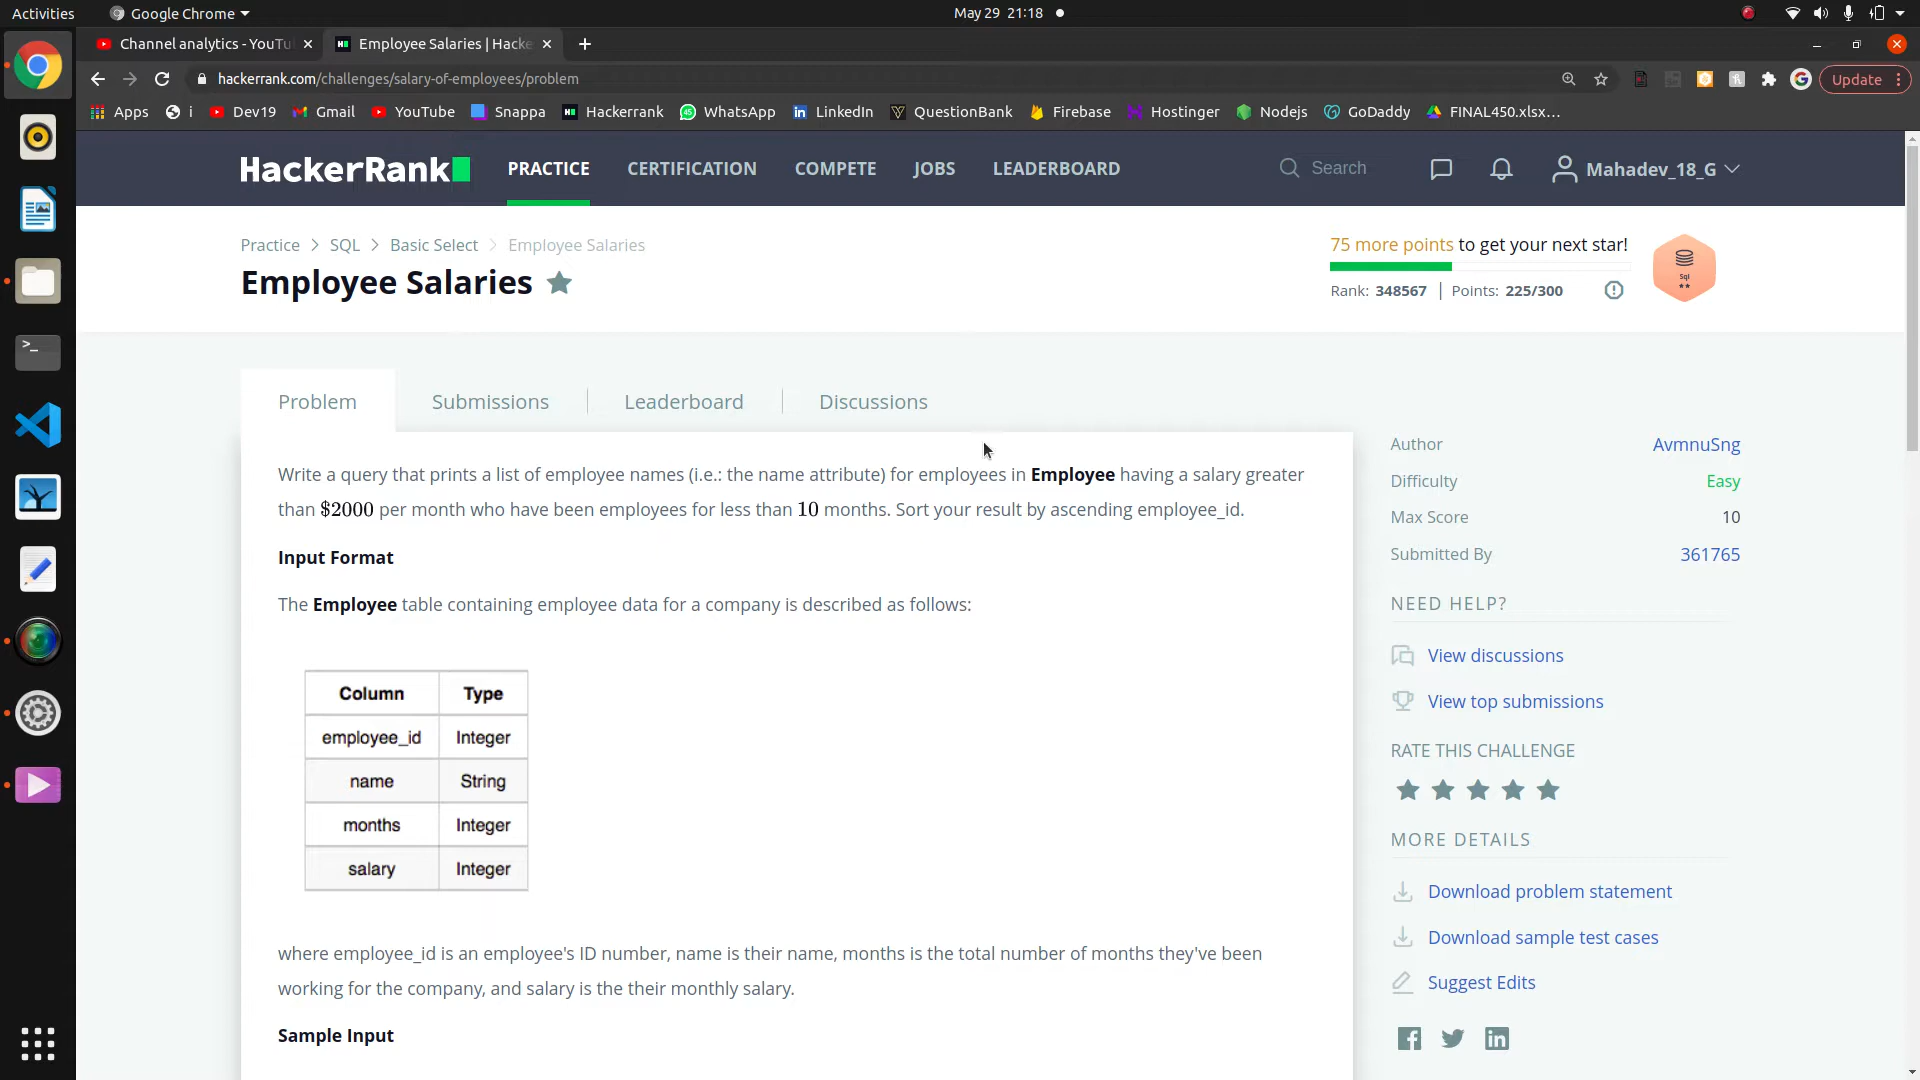 Activities
Google Chrome
May 29 21:18
Channel analytics - YouTu
Employee Salaries | Hacke
hackerrank.com/challenges/salary-of-employees/problem
Update
Apps
i
Dev19
Gmail
YouTube
Snappa
Hackerrank
WhatsApp
LinkedIn
QuestionBank
Firebase
Hostinger
Nodejs
GoDaddy
FINAL450.xlsx...
HackerRank
PRACTICE
CERTIFICATION
COMPETE
JOBS
LEADERBOARD
Search
Mahadev_18_G
Practice > SQL > Basic Select > Employee Salaries
Employee Salaries
75 more points to get your next star!
Rank: 348567 | Points: 225/300
Sql
Problem
Submissions
Leaderboard
Discussions
Write a query that prints a list of employee names (i.e.: the name attribute) for employees in Employee having a salary greater
than $2000 per month who have been employees for less than 10 months. Sort your result by ascending employee_id.
Input Format
The Employee table containing employee data for a company is described as follows:
Column Type
employee_id Integer
name String
months Integer
salary Integer
where employee_id is an employee's ID number, name is their name, months is the total number of months they've been
working for the company, and salary is the their monthly salary.
Sample Input
Author AvmnuSng
Difficulty Easy
Max Score 10
Submitted By 361765
NEED HELP?
View discussions
View top submissions
RATE THIS CHALLENGE
MORE DETAILS
Download problem statement
Download sample test cases
Suggest Edits